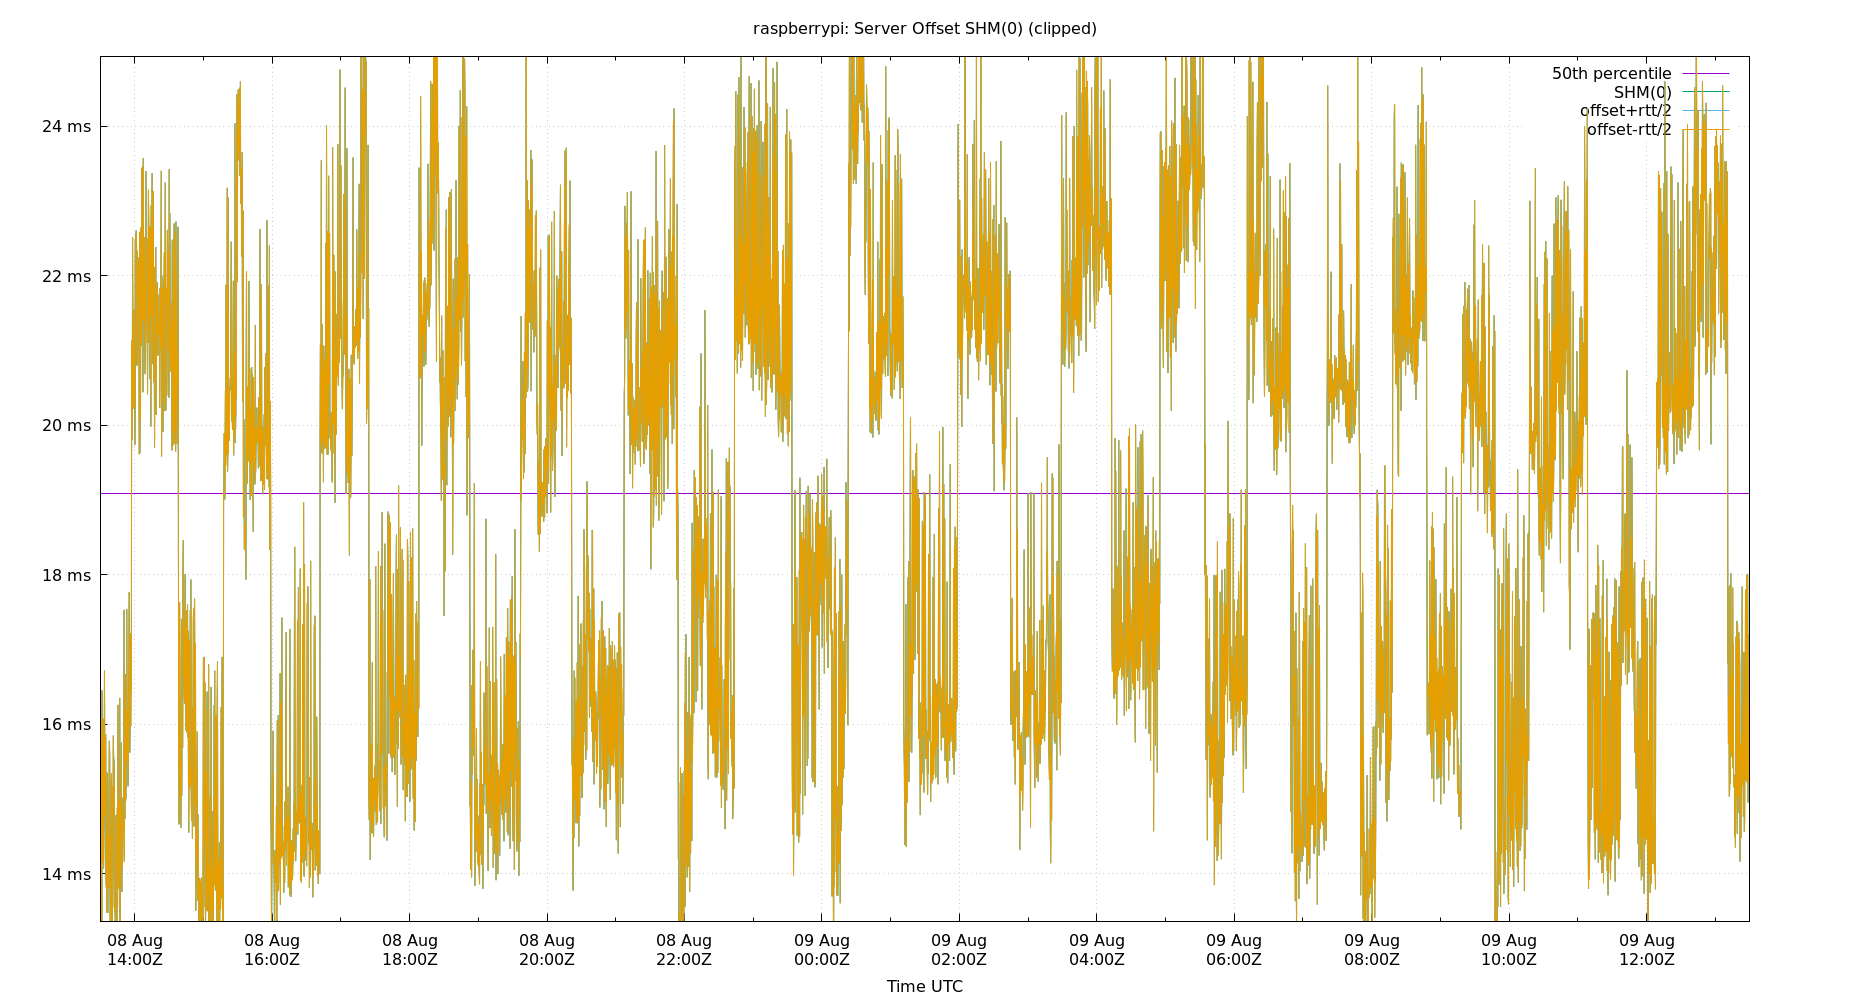 raspberrypi: Server Offset SHM(0) (clipped)
50th percentile
SHM(0)
offset+rtt/2
offset-rtt/2
24 ms
22 ms
20 ms
18 ms
16 ms
14 ms
08 Aug 08 Aug 08 Aug 08 Aug 08 Aug 09 Aug 09 Aug 09 Aug 09 Aug 09 Aug 09 Aug 09 Aug
14:00Z 16:00Z 18:00Z 20:00Z 22:00Z 00:00Z 02:00Z 04:00Z 06:00Z 08:00Z 10:00Z 12:00Z
Time UTC